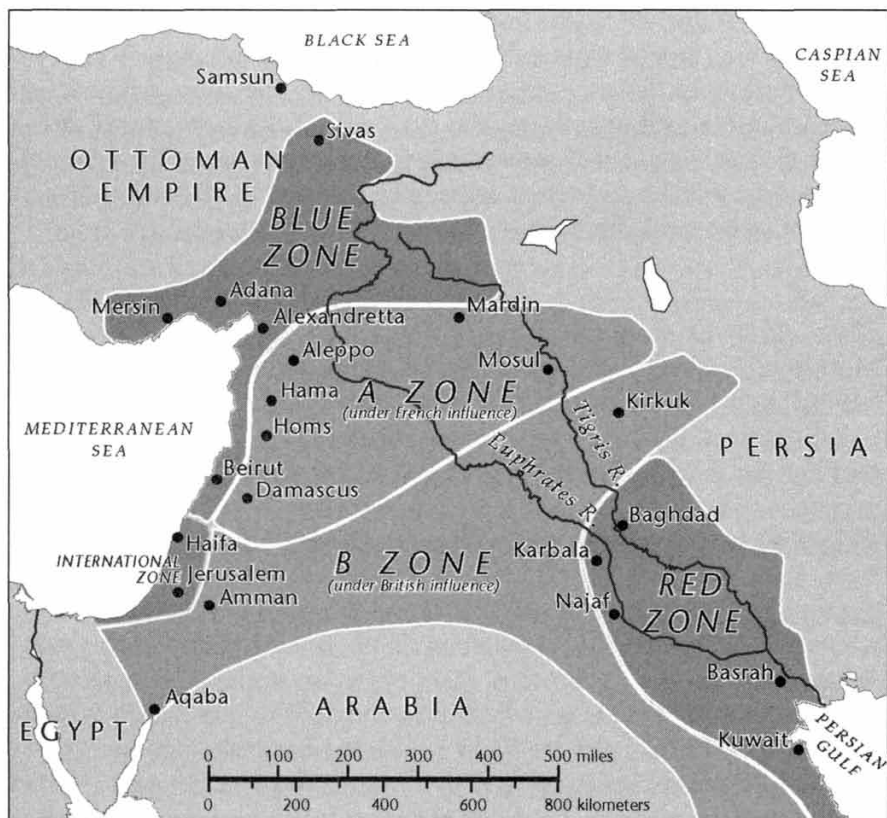 BLACK SEA
CASPIAN
SEA
Samsun
Sivas
OTTOMAN
EMPIRE
BLUE
ZONE
Mersin
Adana
Alexandretta
Mardin
Aleppo
Mosul
Hama
A ZONE
(under French influence)
Kirkuk
Homs
Tigris R.
MEDITERRANEAN
SEA
PERSIA
Euphrates R.
Beirut
Damascus
Baghdad
Haifa
INTERNATIONAL
ZONE
Jerusalem
Amman
B ZONE
(under British influence)
Karbala
Najaf
RED
ZONE
Basrah
Aqaba
EGYPT
ARABIA
Kuwait
PERSIAN
GULF
0 100 200 300 400 500 miles
0 200 400 600 800 kilometers